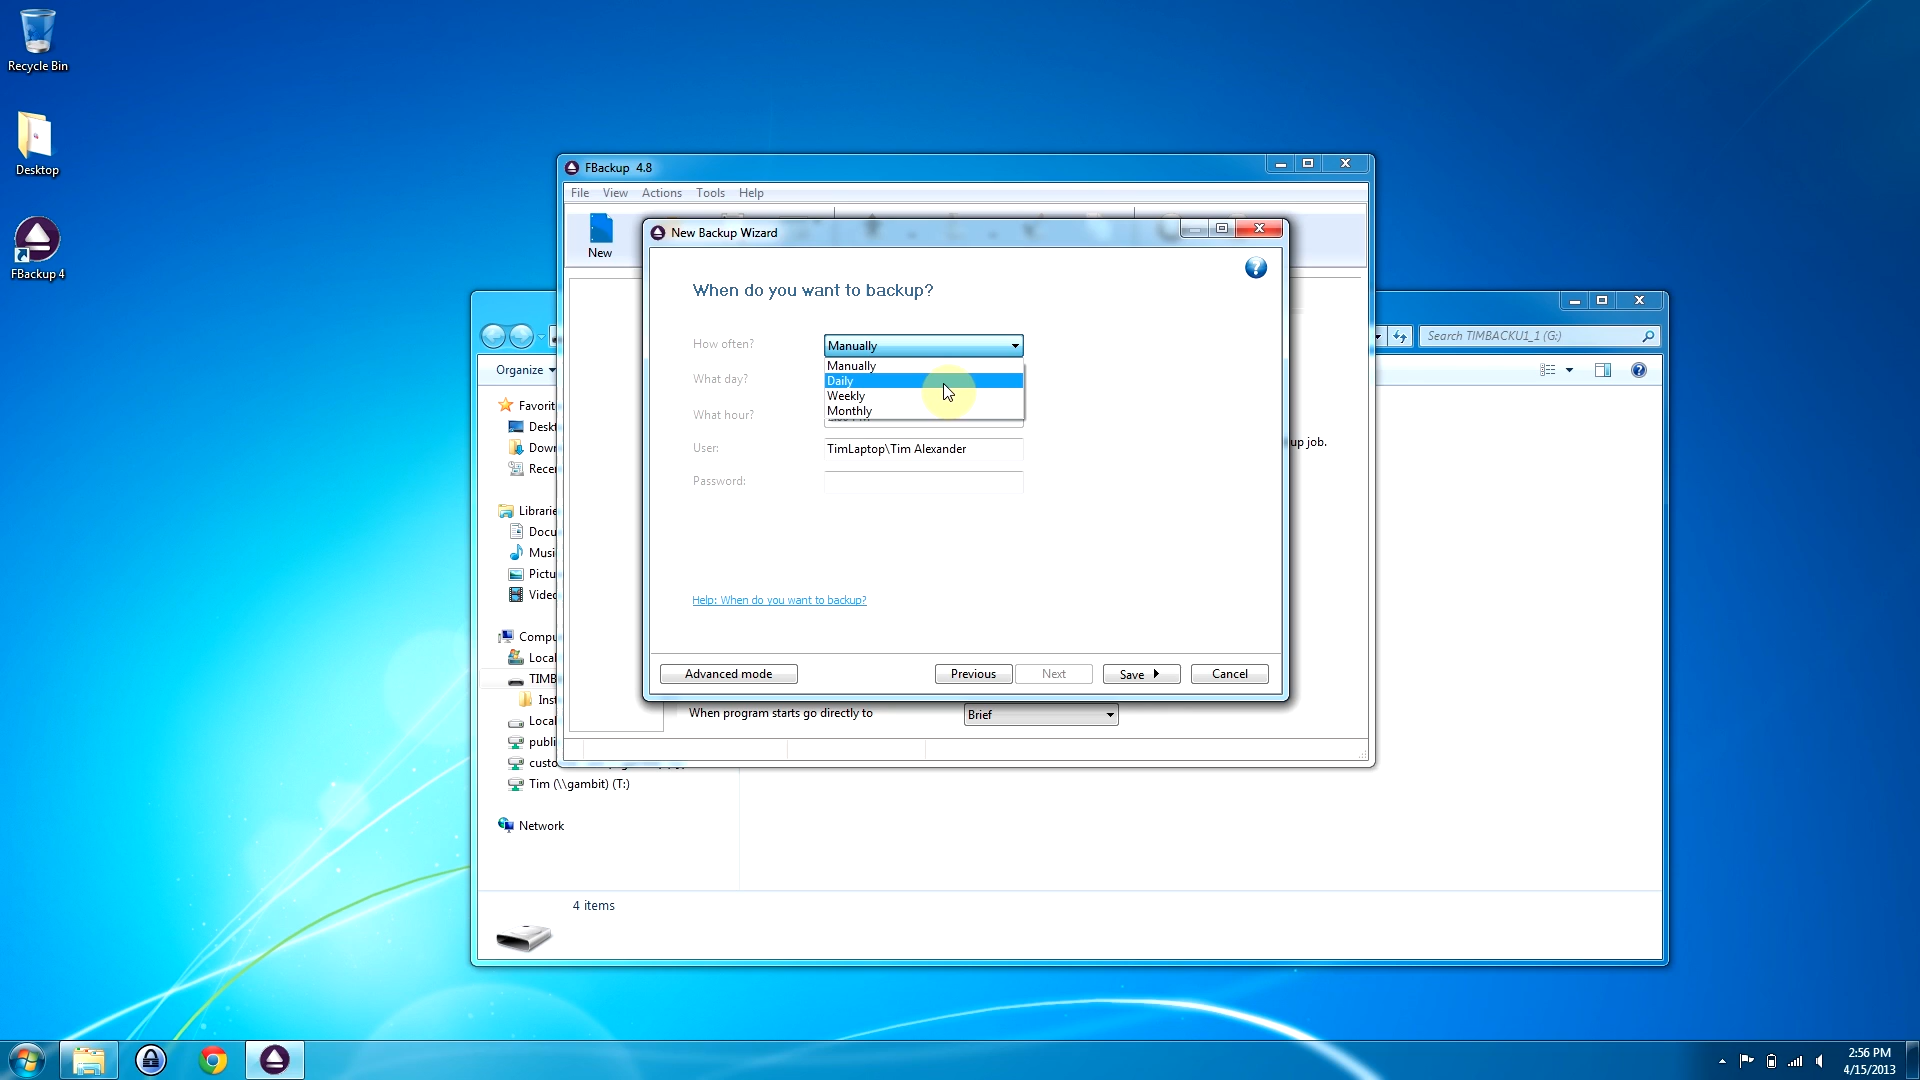 Recycle Bin
Desktop
FBackup 4
FBackup 4.8
File View Actions Tools Help
New
New Backup Wizard
When do you want to backup?
How often?
Manually
Manually
Daily
Weekly
Monthly
What day?
What hour?
User:
TimLaptop\Tim Alexander
Password:
Help: When do you want to backup?
Advanced mode
Previous
Next
Save
Cancel
When program starts go directly to
Brief
up job.
Search TIMBACKU1_1 (G:)
Organize
Favorit
Deskt
Down
Recen
Librarie
Docu
Musi
Pictu
Video
Compu
Local
TIMB
Inst
Local
publi
custo
Tim (\\gambit) (T:)
Network
4 items
2:56 PM
4/15/2013